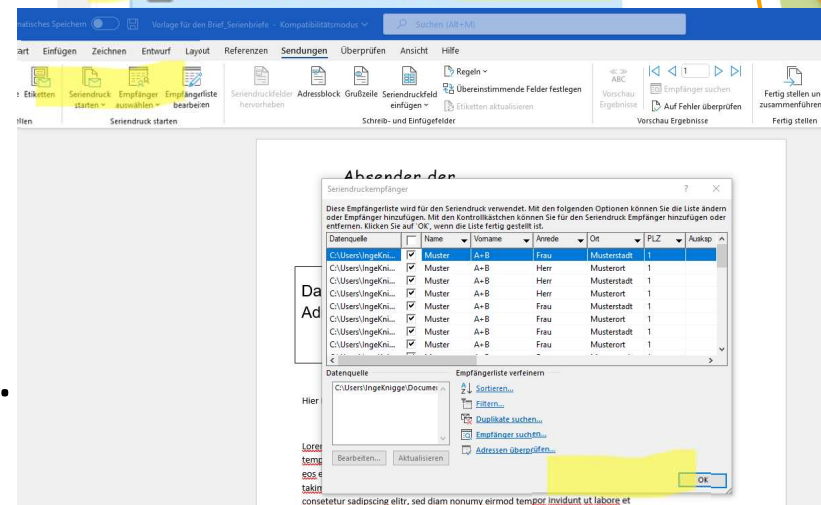 matisches Speichern Vorlage für den Brief_Serienbriefe - Kompatibilitätsmodus Suchen (Alt+M)
art Einfügen Zeichnen Entwurf Layout Referenzen Sendungen Überprüfen Ansicht Hilfe
Etiketten Seriendruck starten Empfänger auswählen Empfängerliste bearbeiten
Seriendruckfelder hervorheben Adressblock Grußzeile Seriendruckfeld einfügen
Regeln
Übereinstimmende Felder festlegen
Etiketten aktualisieren
ABC
Vorschau Ergebnisse
1
Empfänger suchen
Auf Fehler überprüfen
Fertig stellen un
zusammenführen
llen Seriendruck starten Schreib- und Einfügefelder Vorschau Ergebnisse Fertig stellen
Absender der
Da
Ad
Hier
Seriendruckempfänger ?
Diese Empfängerliste wird für den Seriendruck verwendet. Mit den folgenden Optionen können Sie die Liste ändern
oder Empfänger hinzufügen. Mit den Kontrollkästchen können Sie für den Seriendruck Empfänger hinzufügen oder
entfernen. Klicken Sie auf 'OK', wenn die Liste fertig gestellt ist.
Datenquelle Name Vorname Anrede Ort PLZ Auskap
C:\Users\IngeKni... Muster A+B Frau Musterstadt 1
C:\Users\IngeKni... Muster A+B Herr Musterort 1
C:\Users\IngeKni... Muster A+B Herr Musterstadt 1
C:\Users\IngeKni... Muster A+B Herr Musterort 1
C:\Users\IngeKni... Muster A+B Frau Musterort 1
C:\Users\IngeKni... Muster A+B Frau Musterstadt 1
C:\Users\IngeKni... Muster A+B Frau Musterort 1
Datenquelle Empfängerliste verfeinern
C:\Users\IngeKnigge\Documer
Sortieren...
Filtern...
Duplikate suchen...
Empfänger suchen...
Adressen überprüfen...
Bearbeiten... Aktualisieren
OK
Lorer
temp
eos e
takin
consetetur sadipscing elitr, sed diam nonumy eirmod tempor invidunt ut labore et